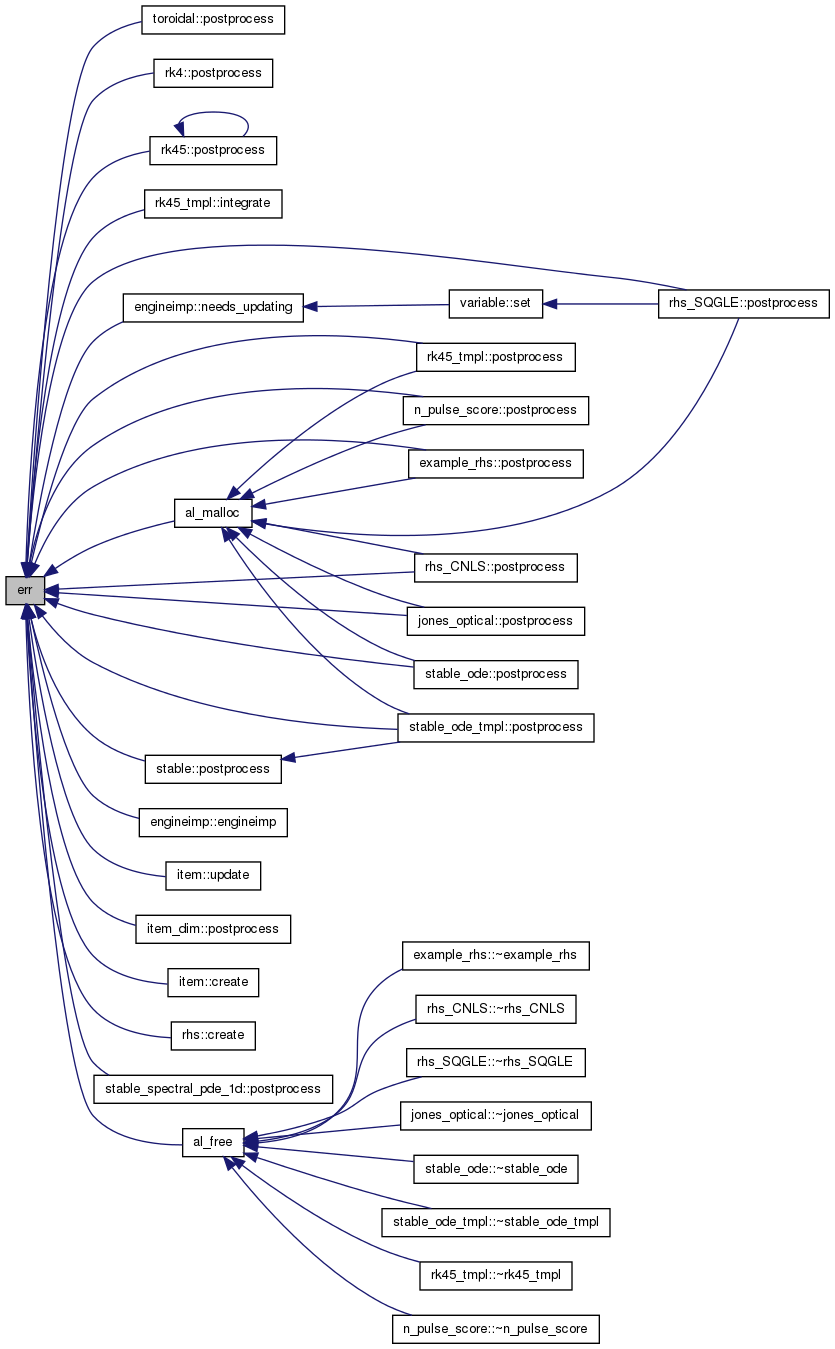 toroidal::postprocess
rk4::postprocess
rk45::postprocess
rk45_tmpl::integrate
engineimp::needs_updating
variable::set
rhs_SQGLE::postprocess
rk45_tmpl::postprocess
n_pulse_score::postprocess
example_rhs::postprocess
al_malloc
rhs_CNLS::postprocess
err
jones_optical::postprocess
stable_ode::postprocess
stable_ode_tmpl::postprocess
stable::postprocess
engineimp::engineimp
item::update
item_dim::postprocess
example_rhs::~example_rhs
item::create
rhs_CNLS::~rhs_CNLS
rhs::create
rhs_SQGLE::~rhs_SQGLE
stable_spectral_pde_1d::postprocess
jones_optical::~jones_optical
al_free
stable_ode::~stable_ode
stable_ode_tmpl::~stable_ode_tmpl
rk45_tmpl::~rk45_tmpl
n_pulse_score::~n_pulse_score